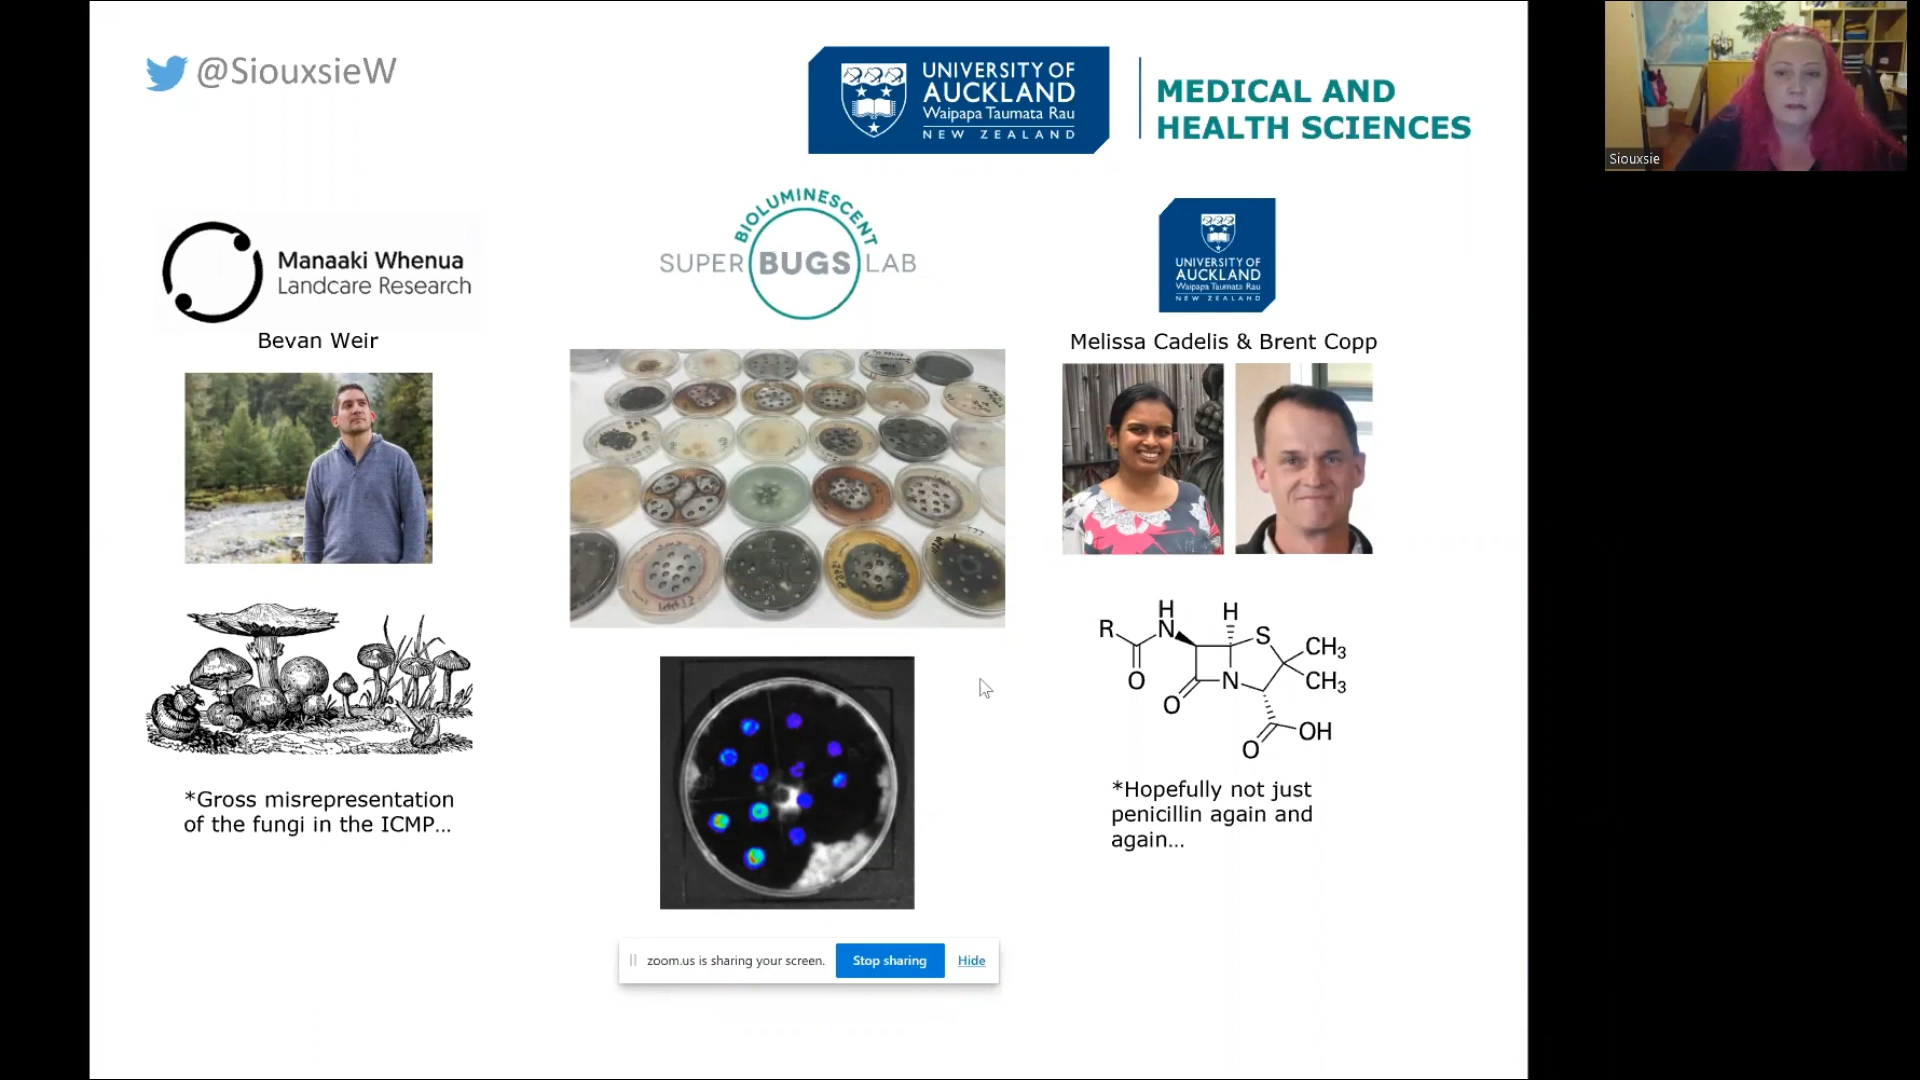 @SiouxsieW
UNIVERSITY OF
AUCKLAND
Waipapa Taumata Rau
NEW ZEALAND
MEDICAL AND
HEALTH SCIENCES
Siouxsie
Manaaki Whenua
Landcare Research
Bevan Weir
BIOLUMINESCENT
SUPER BUGS LAB
UNIVERSITY OF
AUCKLAND
Waipapa Taumata Rau
NEW ZEALAND
Melissa Cadelis & Brent Copp
H
H
R
N
S
CH3
O
N
CH3
O
OH
O
*Gross misrepresentation
of the fungi in the ICMP...
*Hopefully not just
penicillin again and
again...
zoom.us is sharing your screen.
Stop sharing
Hide